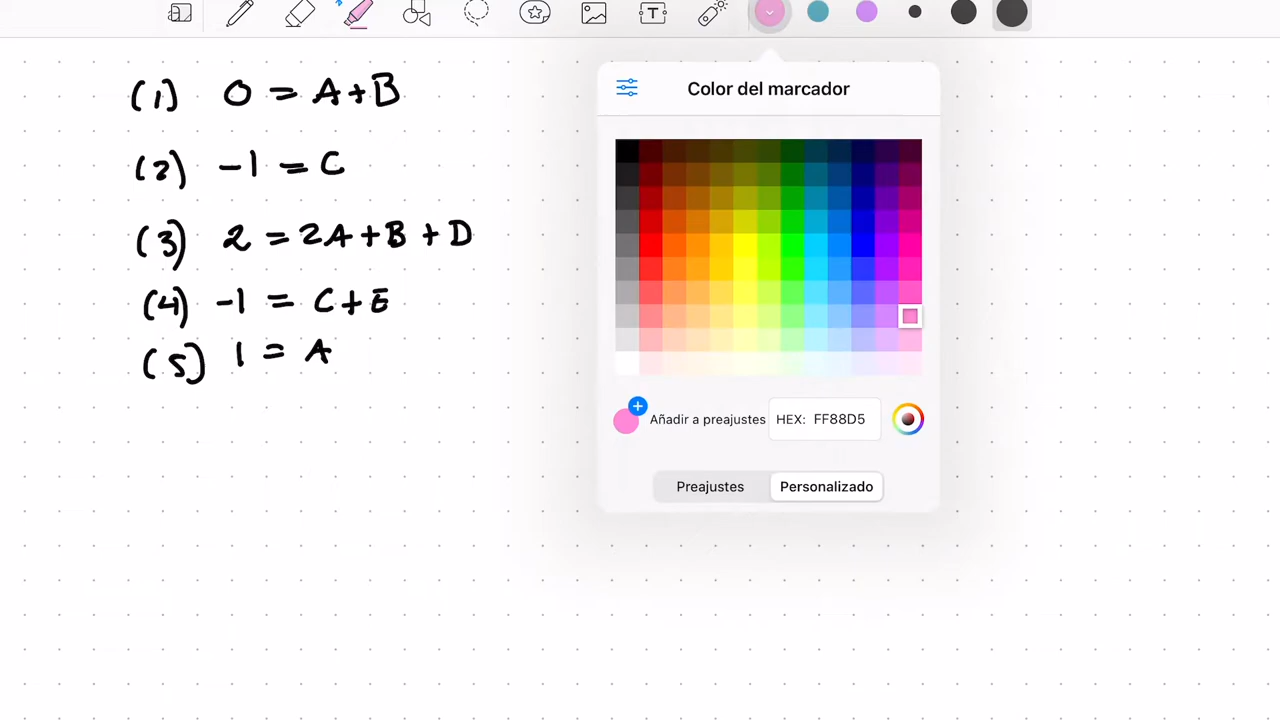 T
(1) 0 = A+B
(2) -1 = C
(3) 2 = 2A+B+D
(4) -1 = C+E
(5) 1 = A
Color del marcador
Añadir a preajustes HEX: FF88D5
Preajustes Personalizado